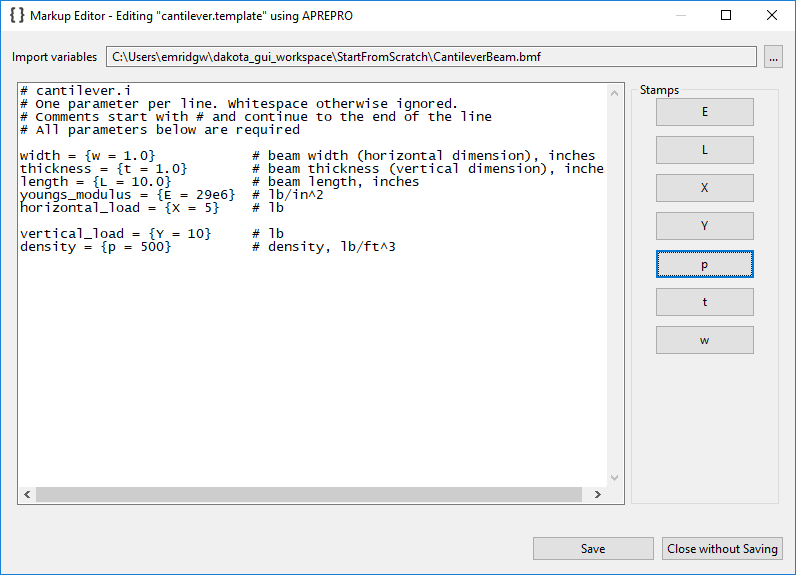 {} Markup Editor - Editing "cantilever.template" using APREPRO
Import variables C:\Users\emridgw\dakota_gui_workspace\StartFromScratch\CantileverBeam.bmf ...
# cantilever.i
# One parameter per line. Whitespace otherwise ignored.
# Comments start with # and continue to the end of the line
# All parameters below are required
width = {w = 1.0} # beam width (horizontal dimension), inches
thickness = {t = 1.0} # beam thickness (vertical dimension), inche
length = {L = 10.0} # beam length, inches
youngs_modulus = {E = 29e6} # lb/in^2
horizontal_load = {X = 5} # lb
vertical_load = {Y = 10} # lb
density = {p = 500} # density, lb/ft^3
Stamps
E
L
X
Y
p
t
w
Save Close without Saving